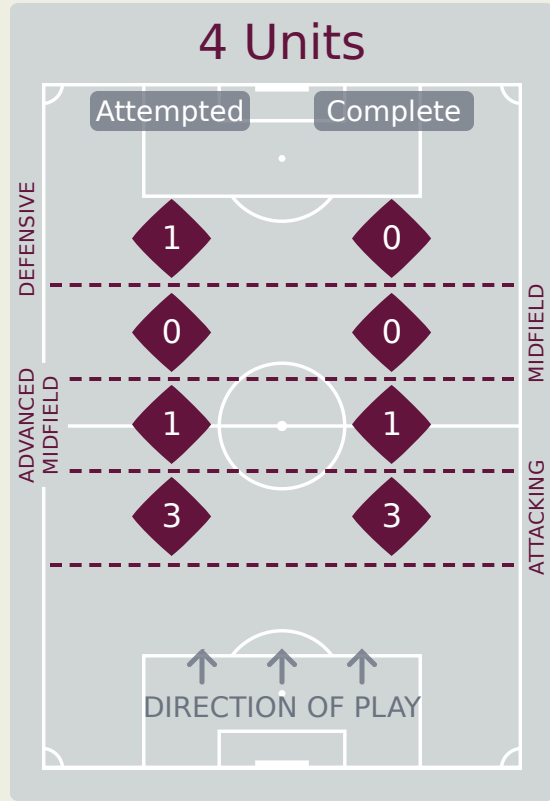 4 Units
Attempted Complete
DEFENSIVE
1 0
MIDFIELD
0 0
ADVANCED
MIDFIELD
1 1
ATTACKING
3 3
DIRECTION OF PLAY